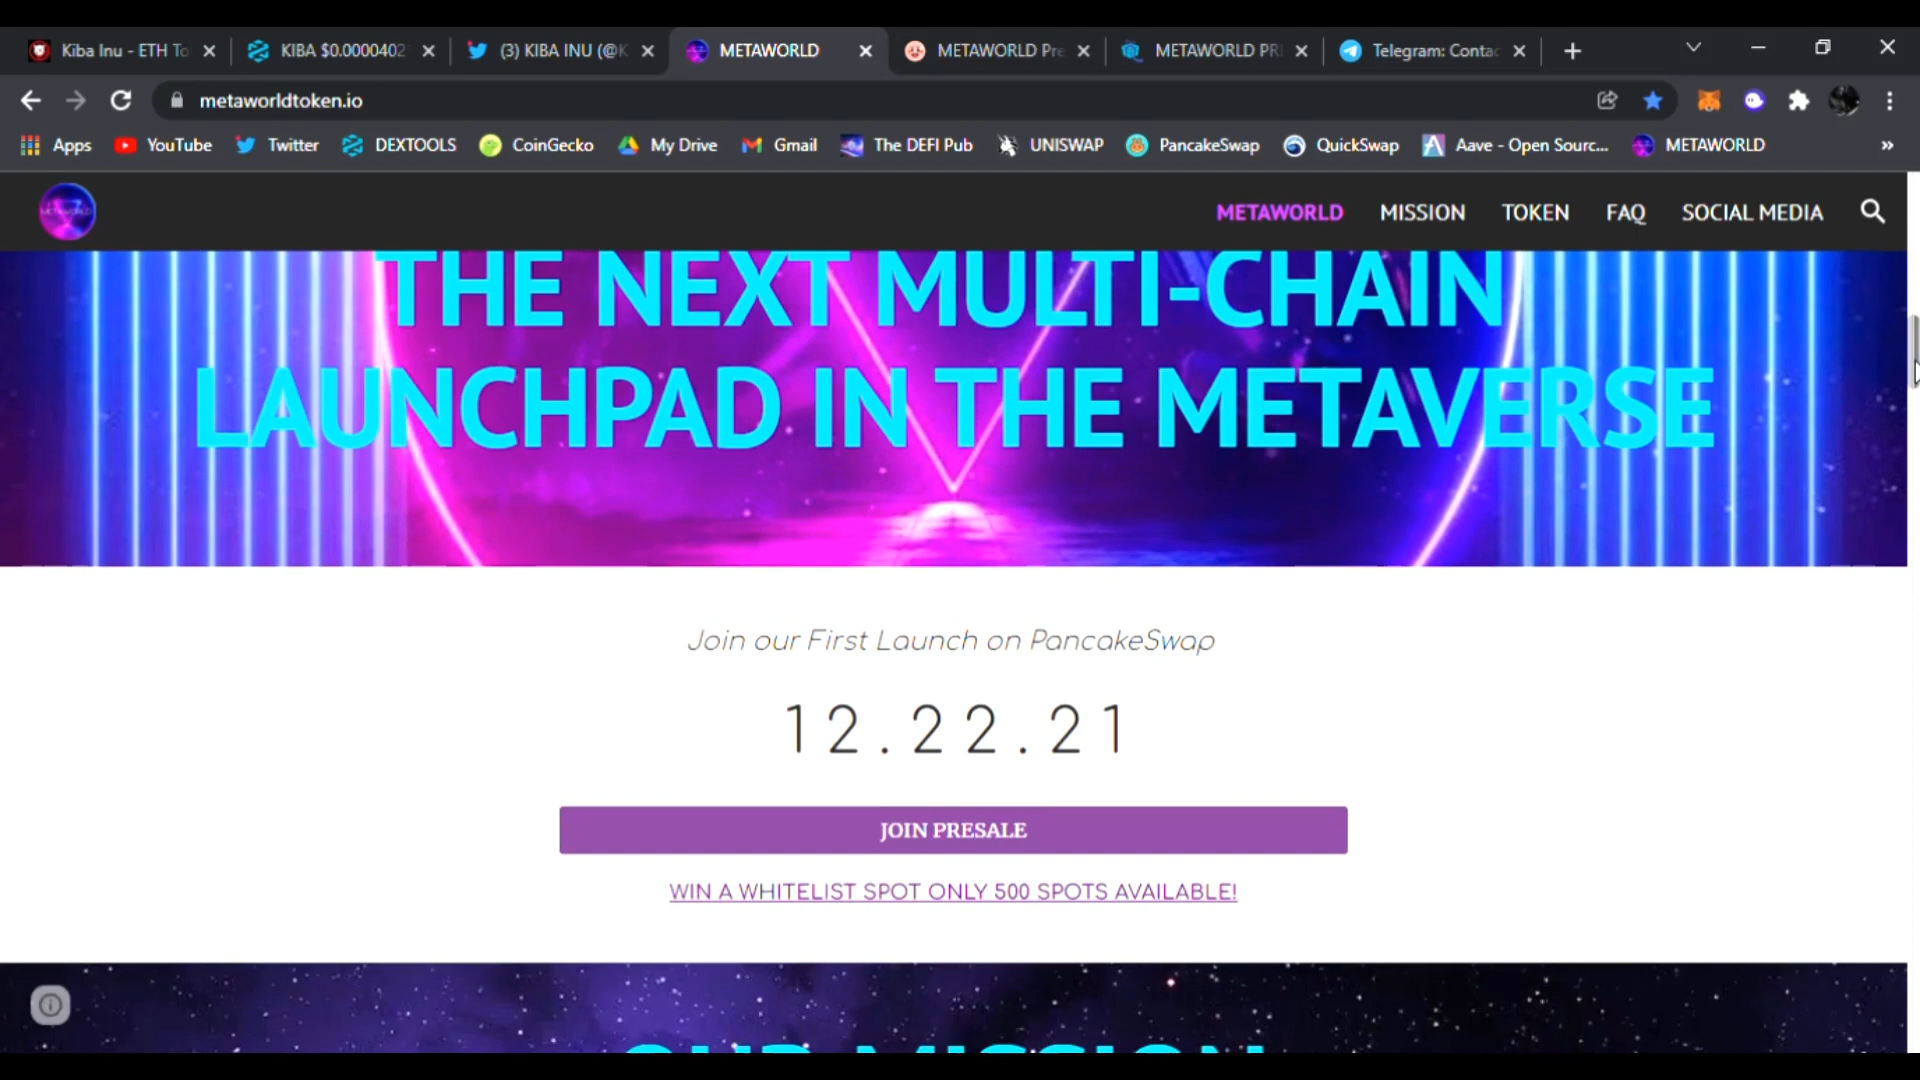 Kiba Inu - ETH To
KIBA $0.0000402
(3) KIBA INU (@K
METAWORLD
METAWORLD Pre
METAWORLD PR
Telegram: Contac
metaworldtoken.io
Apps
YouTube
Twitter
DEXTOOLS
CoinGecko
My Drive
Gmail
The DEFI Pub
UNISWAP
PancakeSwap
QuickSwap
Aave - Open Sourc...
METAWORLD
»
METAWORLD
METAWORLD
MISSION
TOKEN
FAQ
SOCIAL MEDIA
THE NEXT MULTI-CHAIN
LAUNCHPAD IN THE METAVERSE
Join our First Launch on PancakeSwap
12.22.21
JOIN PRESALE
WIN A WHITELIST SPOT ONLY 500 SPOTS AVAILABLE!
OUR MISSION